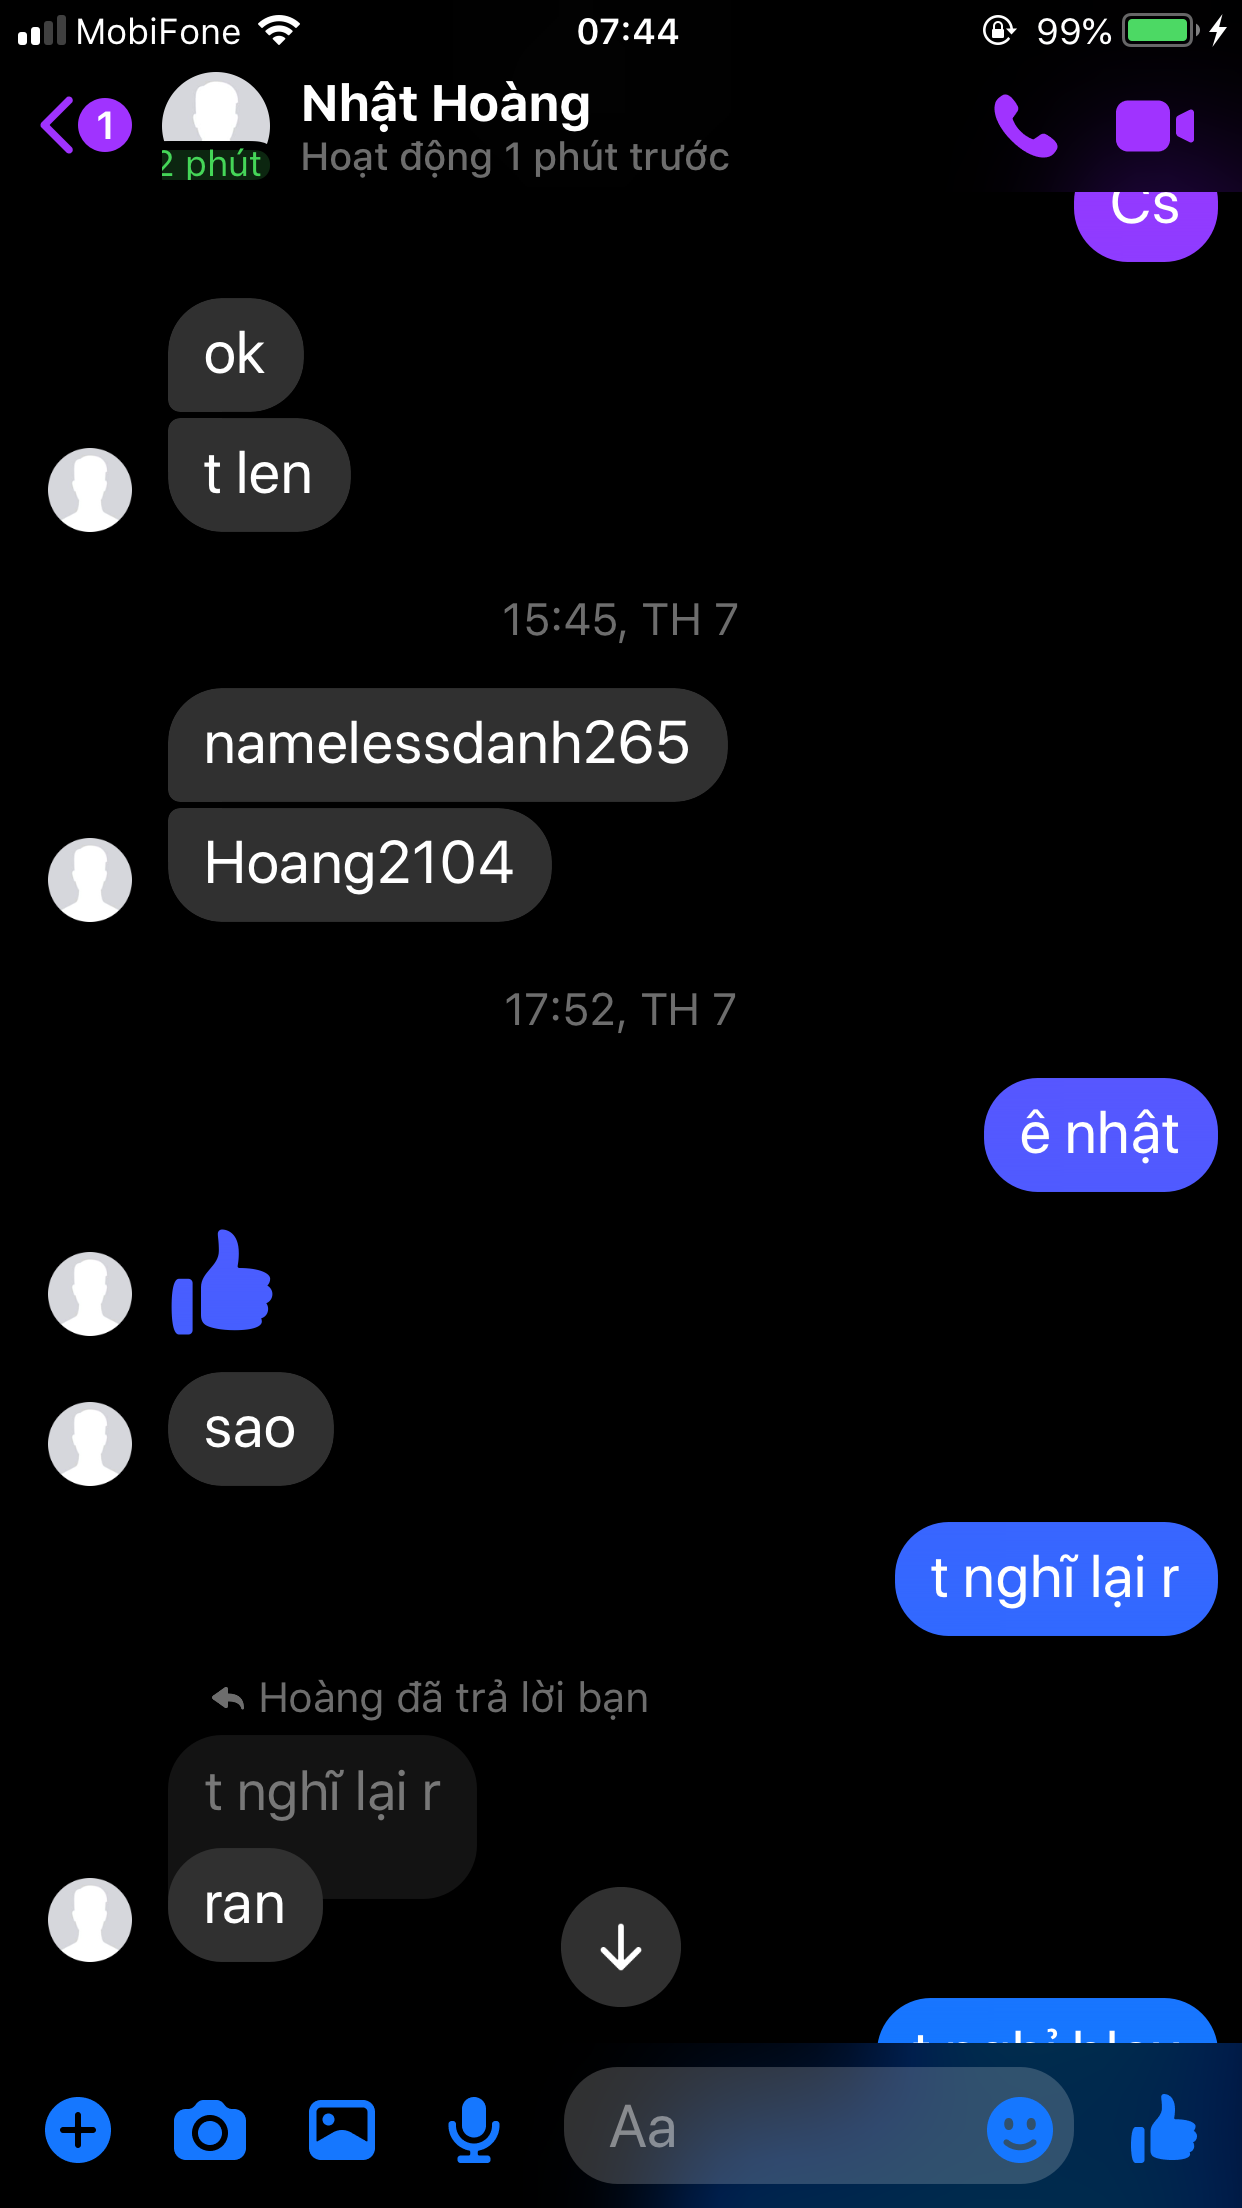 MobiFone 07:44 99%
1 Nhật Hoàng
2 phút Hoạt động 1 phút trước
Cs
ok
t len
15:45, TH 7
namelessdanh265
Hoang2104
17:52, TH 7
ê nhật
sao
t nghĩ lại r
Hoàng đã trả lời bạn
t nghĩ lại r
ran
Aa